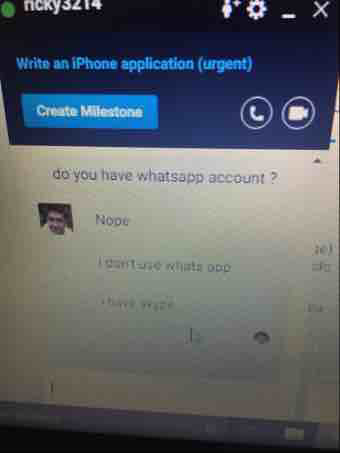 ricky3214
Write an iPhone application (urgent)
Create Milestone
do you have whatsapp account ?
Nope
I don't use whats app
i have skype